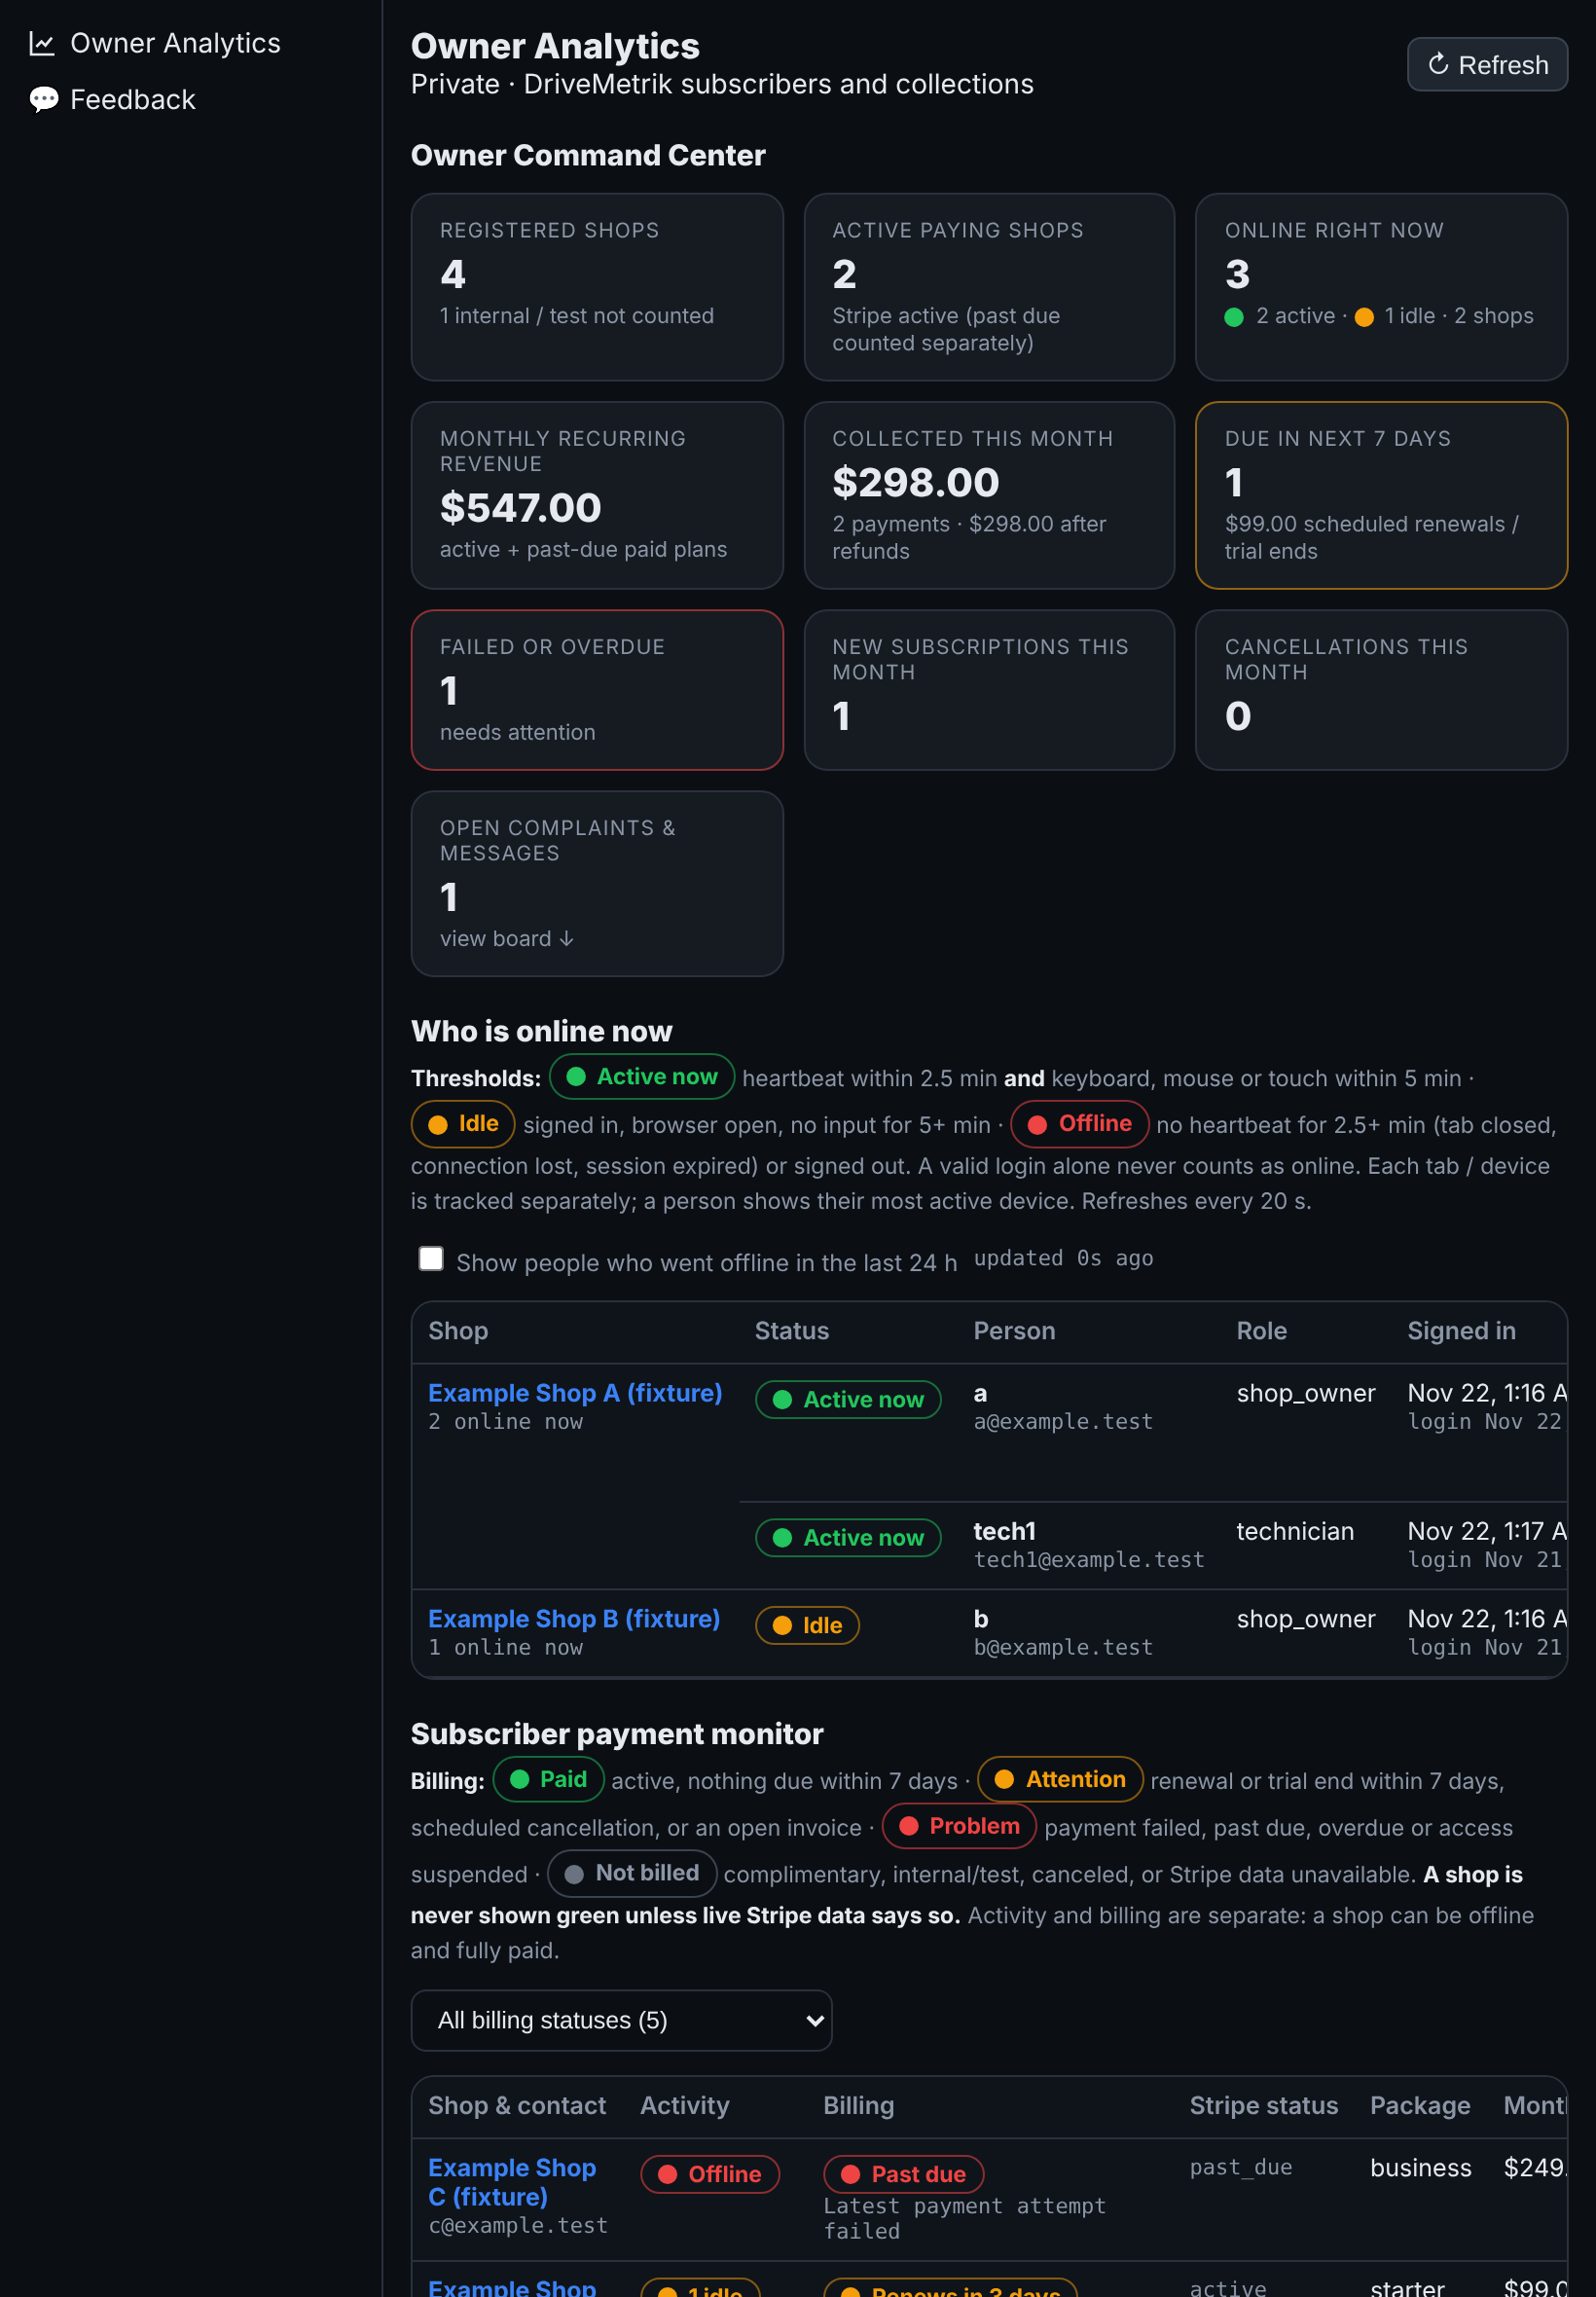 Owner Analytics
Feedback
Owner Analytics
Private · DriveMetrik subscribers and collections
Refresh
Owner Command Center
REGISTERED SHOPS
4
1 internal / test not counted
ACTIVE PAYING SHOPS
2
Stripe active (past due
counted separately)
ONLINE RIGHT NOW
3
2 active · 1 idle · 2 shops
MONTHLY RECURRING
REVENUE
$547.00
active + past-due paid plans
COLLECTED THIS MONTH
$298.00
2 payments · $298.00 after
refunds
DUE IN NEXT 7 DAYS
1
$99.00 scheduled renewals /
trial ends
FAILED OR OVERDUE
1
needs attention
NEW SUBSCRIPTIONS THIS
MONTH
1
CANCELLATIONS THIS
MONTH
0
OPEN COMPLAINTS &
MESSAGES
1
view board ↓
Who is online now
Thresholds: Active now heartbeat within 2.5 min and keyboard, mouse or touch within 5 min ·
Idle signed in, browser open, no input for 5+ min · Offline no heartbeat for 2.5+ min (tab closed,
connection lost, session expired) or signed out. A valid login alone never counts as online. Each tab / device
is tracked separately; a person shows their most active device. Refreshes every 20 s.
Show people who went offline in the last 24 h updated 0s ago
Shop Status Person Role Signed in
Example Shop A (fixture) Active now a shop_owner Nov 22, 1:16 A
2 online now a@example.test login Nov 22
Active now tech1 technician Nov 22, 1:17 A
tech1@example.test login Nov 21
Example Shop B (fixture) Idle b shop_owner Nov 22, 1:16 A
1 online now b@example.test login Nov 21
Subscriber payment monitor
Billing: Paid active, nothing due within 7 days · Attention renewal or trial end within 7 days,
scheduled cancellation, or an open invoice · Problem payment failed, past due, overdue or access
suspended · Not billed complimentary, internal/test, canceled, or Stripe data unavailable. A shop is
never shown green unless live Stripe data says so. Activity and billing are separate: a shop can be offline
and fully paid.
All billing statuses (5)
Shop & contact Activity Billing Stripe status Package Month
Example Shop Offline Past due past_due business $249.
C (fixture) Latest payment attempt
c@example.test failed
Example Shop 1 idle Renews in 3 days active starter $99.0